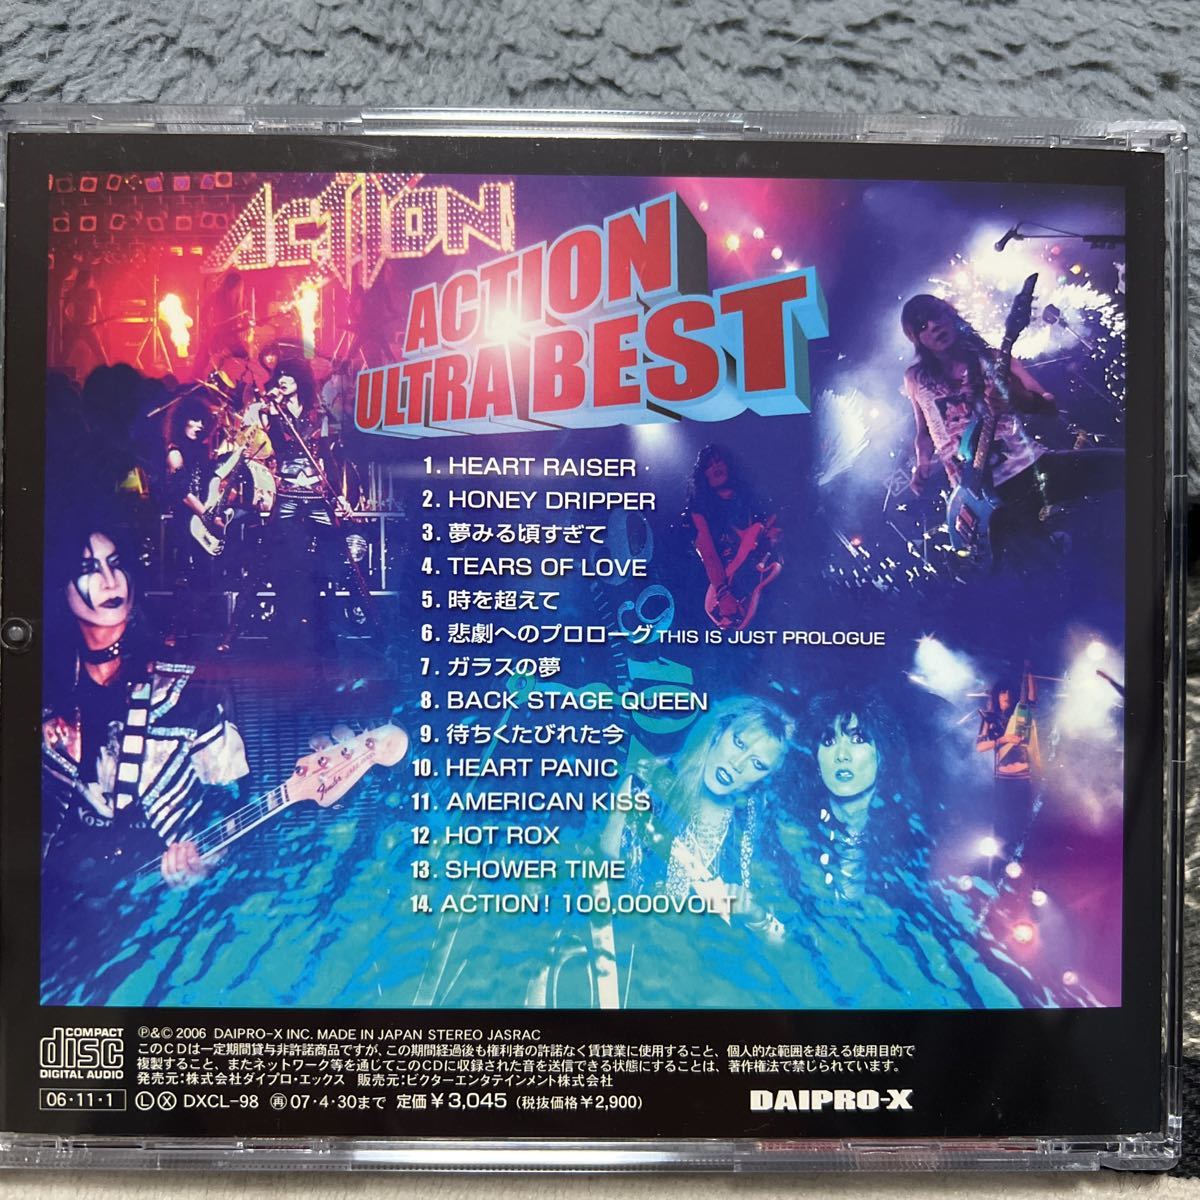 ACTION
ACTION
ULTRA BEST
1. HEART RAISER
2. HONEY DRIPPER
3. 夢みる頃すぎて
4. TEARS OF LOVE
5. 時を超えて
6. 悲劇へのプロローグ THIS IS JUST PROLOGUE
7. ガラスの夢
8. BACK STAGE QUEEN
9. 待ちくたびれた今
10. HEART PANIC
11. AMERICAN KISS
12. HOT ROX
13. SHOWER TIME
14. ACTION! 100,000VOLT
Fender
COMPACT
disc
DIGITAL AUDIO
℗&© 2006 DAIPRO-X INC. MADE IN JAPAN STEREO JASRAC
このCDは一定期間貸与非許諾商品ですが、この期間経過後も権利者の許諾なく賃貸業に使用すること、個人的な範囲を超える使用目的で
複製すること、またネットワーク等を通じてこのCDに収録された音を送信できる状態にすることは、著作権法で禁じられています。
発売元:株式会社ダイプロ・エックス 販売元:ビクターエンタテインメント株式会社
06・11・1 Ⓛ Ⓧ DXCL-98 ㊢ 07・4・30まで 定価￥3,045 (税抜価格￥2,900)
DAIPRO-X